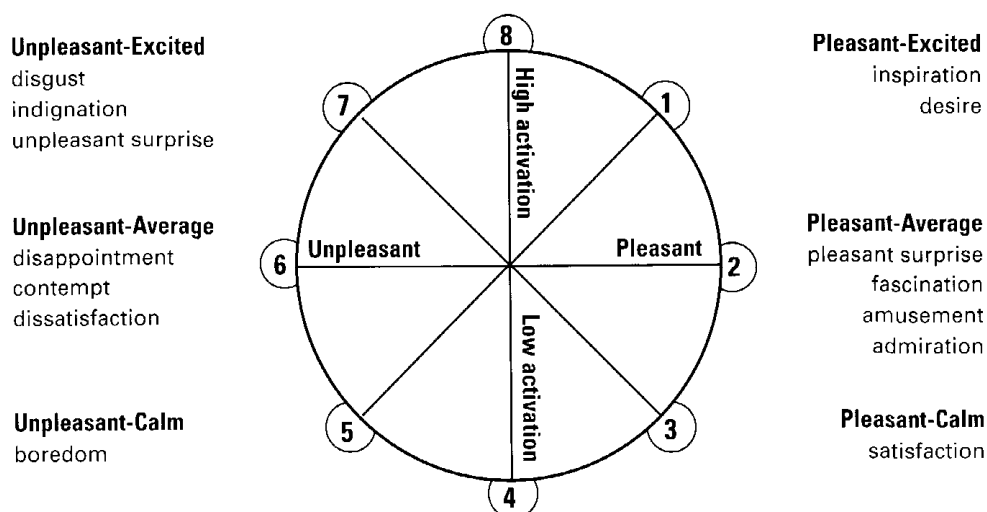 Unpleasant-Excited
disgust
indignation
unpleasant surprise
Unpleasant-Average
disappointment
contempt
dissatisfaction
Unpleasant-Calm
boredom
8
7
1
High activation
6
Unpleasant
Pleasant
2
Low activation
5
3
4
Pleasant-Excited
inspiration
desire
Pleasant-Average
pleasant surprise
fascination
amusement
admiration
Pleasant-Calm
satisfaction